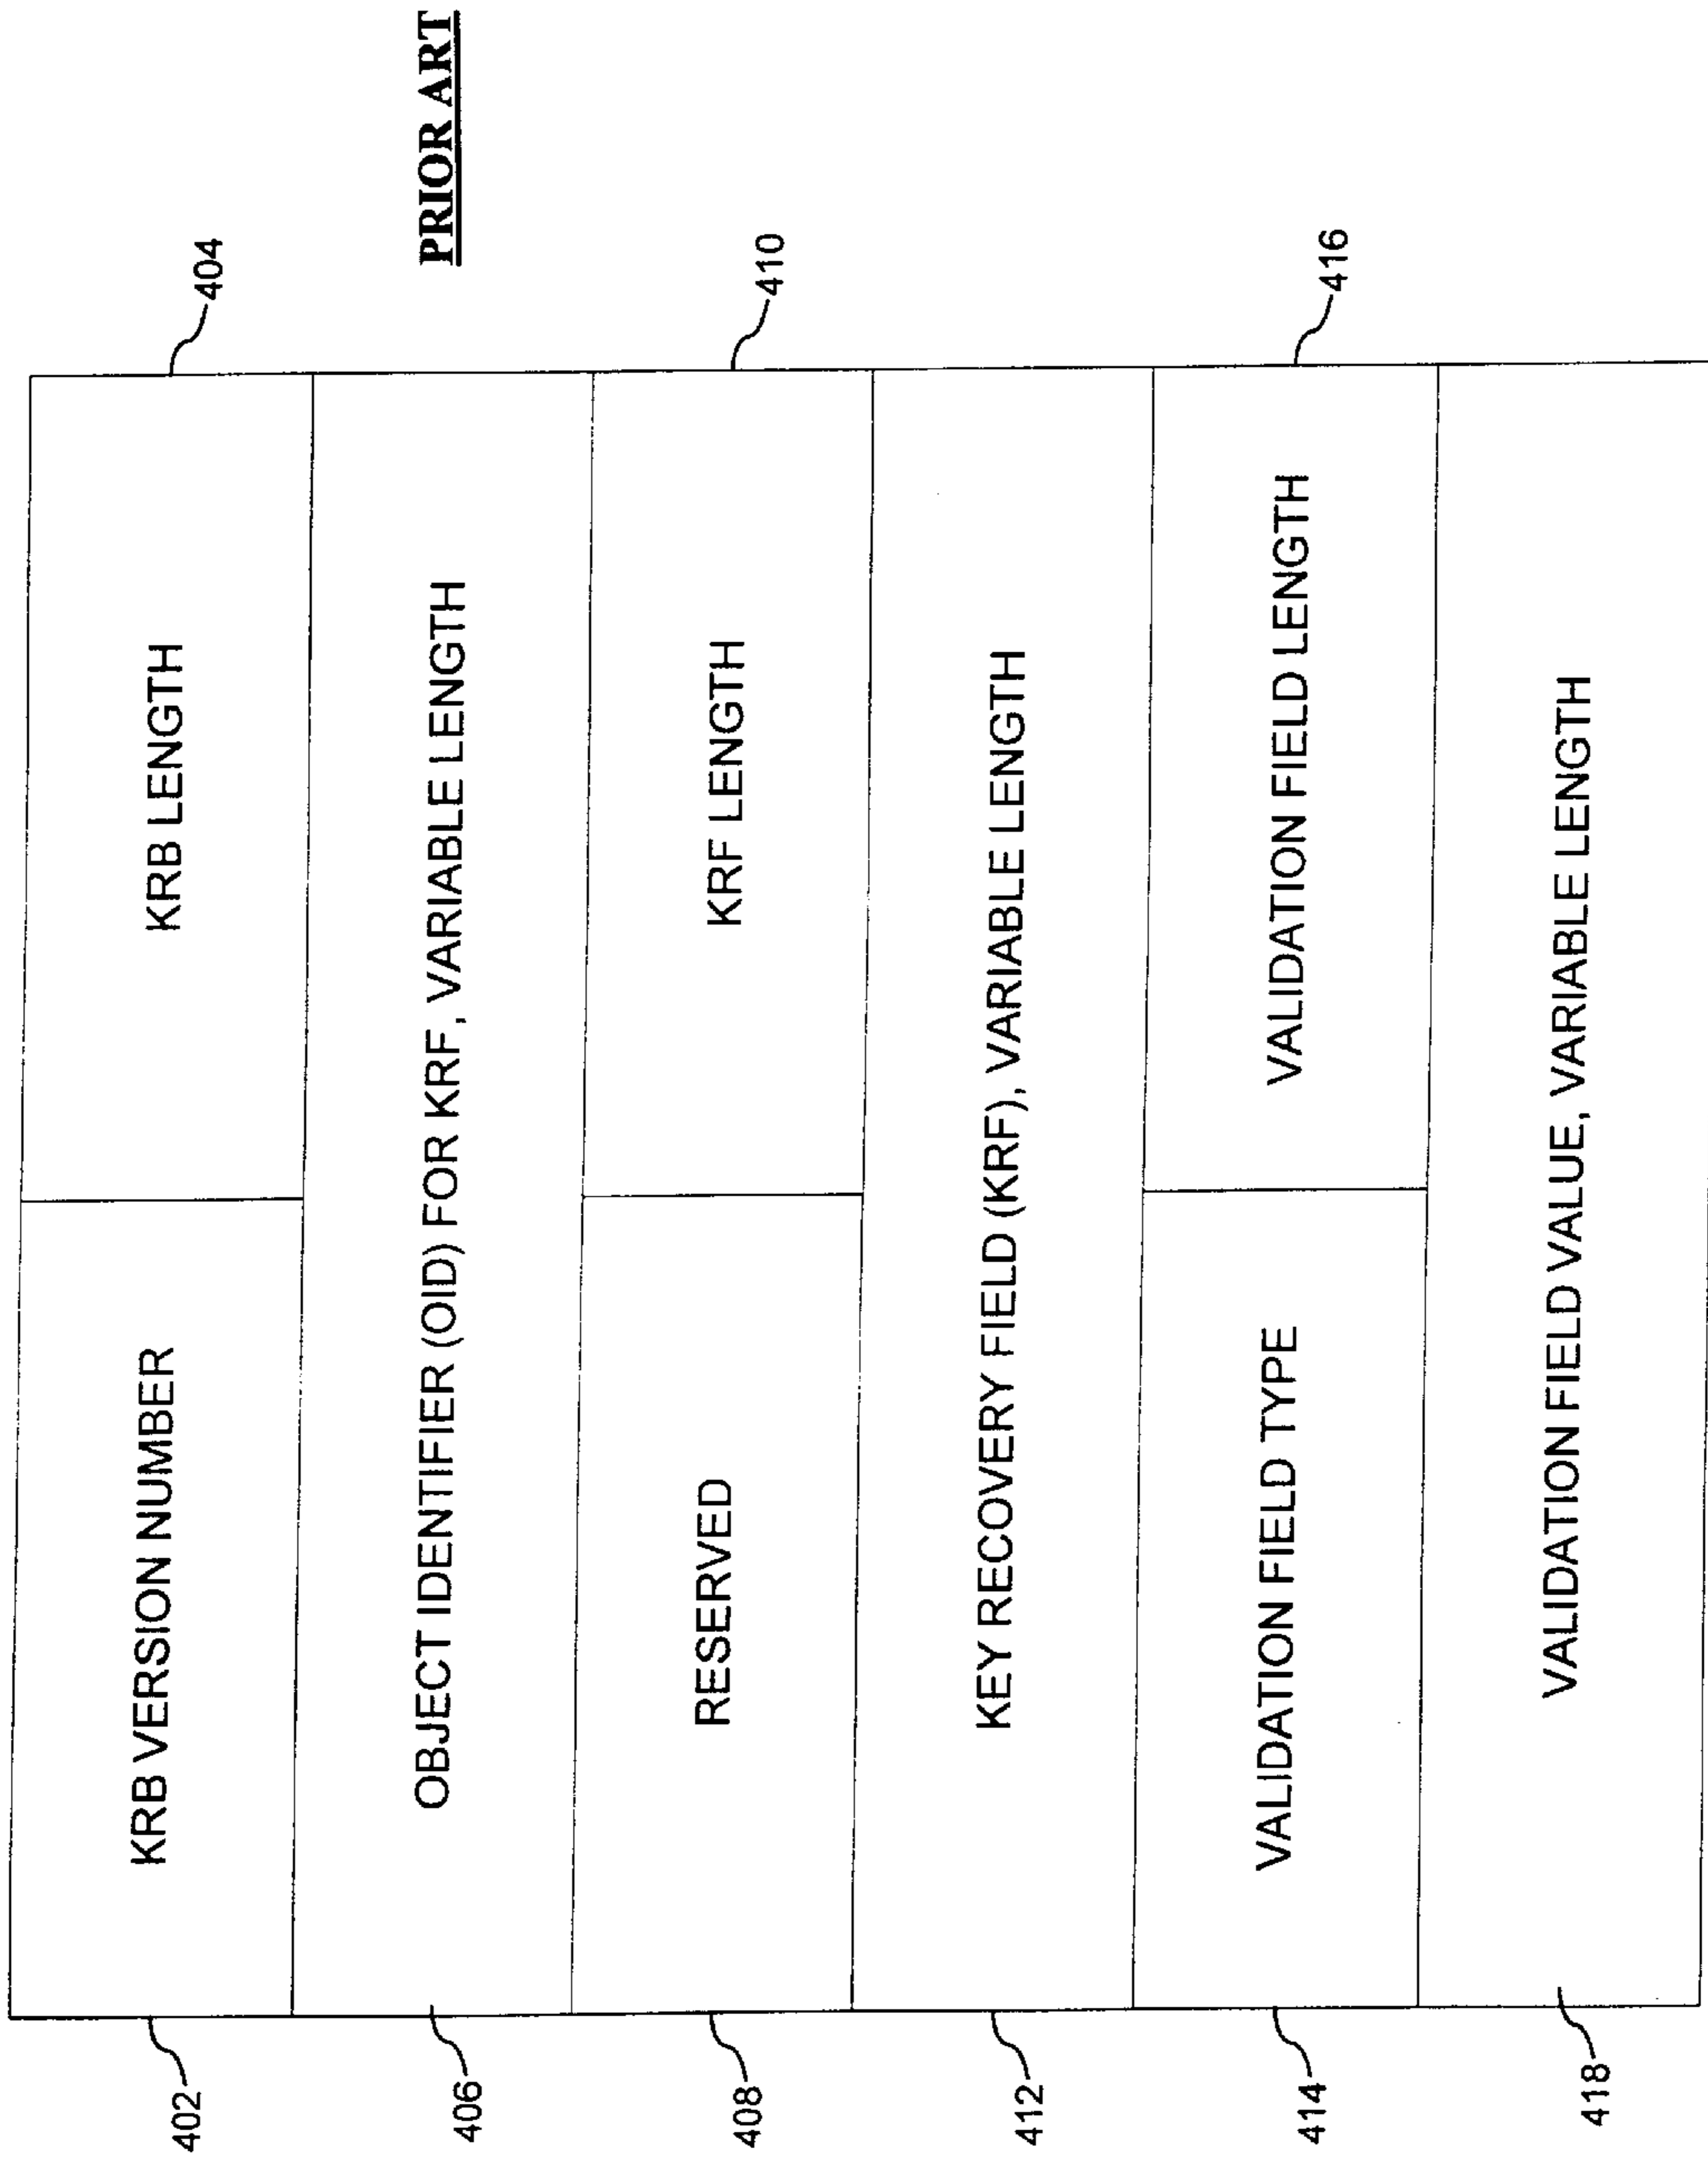 PRIOR ART
402
KRB VERSION NUMBER
KRB LENGTH
404
406
OBJECT IDENTIFIER (OID) FOR KRF, VARIABLE LENGTH
408
RESERVED
KRF LENGTH
410
412
KEY RECOVERY FIELD (KRF), VARIABLE LENGTH
414
VALIDATION FIELD TYPE
VALIDATION FIELD LENGTH
416
418
VALIDATION FIELD VALUE, VARIABLE LENGTH